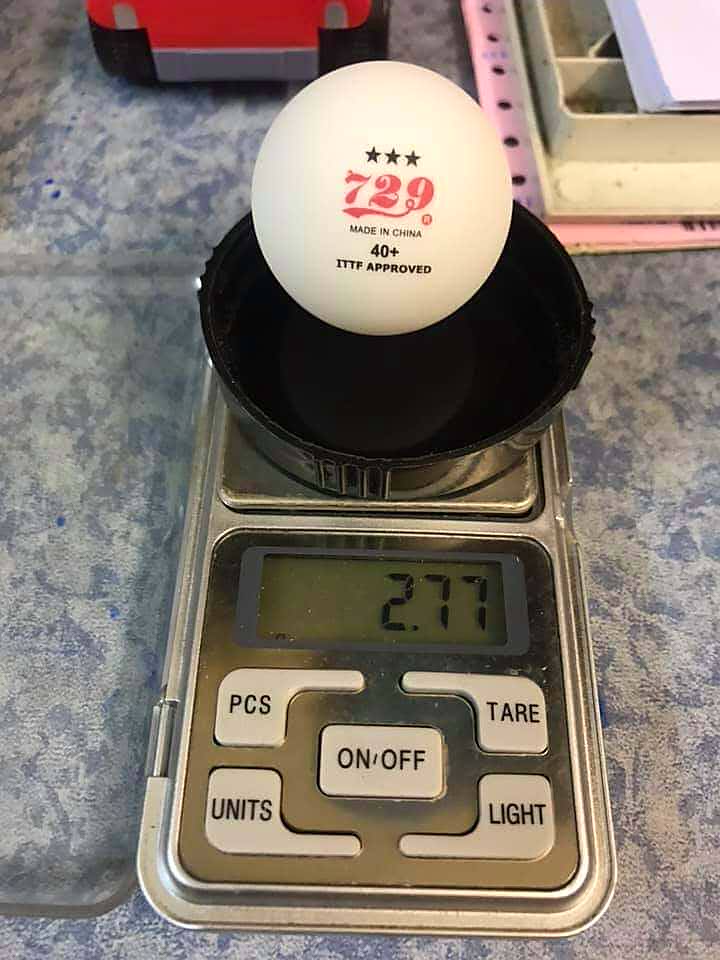 ★★★
729
®
MADE IN CHINA
40+
ITTF APPROVED
2.77
PCS
TARE
ON/OFF
UNITS
LIGHT